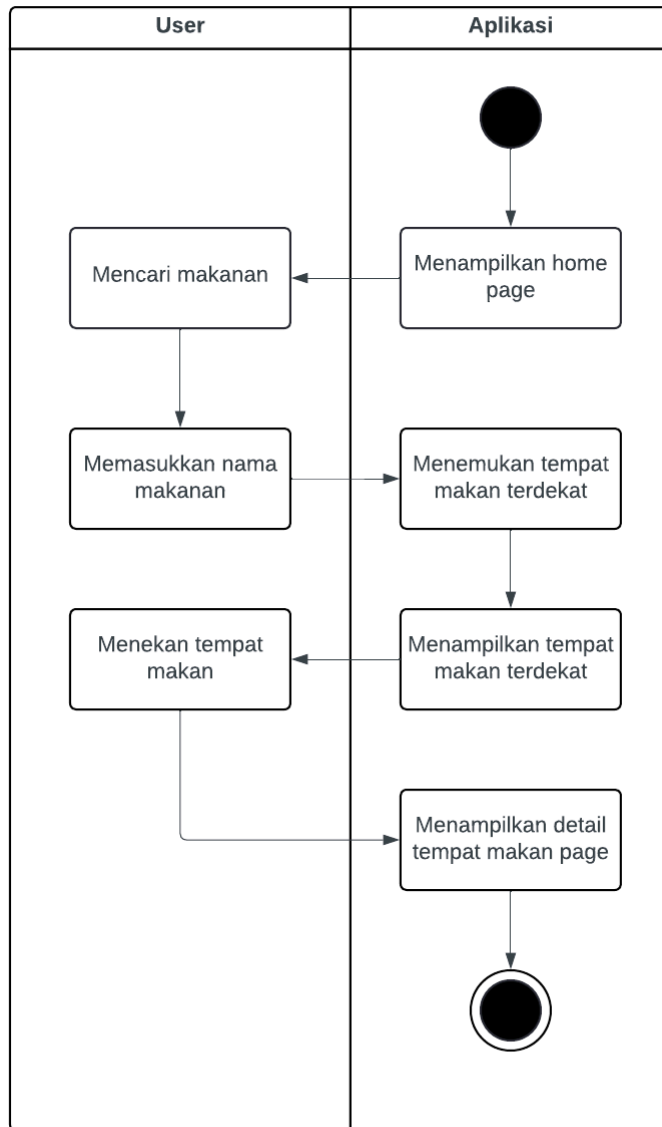 User
Aplikasi
Menampilkan home
page
Mencari makanan
Memasukkan nama
makanan
Menemukan tempat
makan terdekat
Menampilkan tempat
makan terdekat
Menekan tempat
makan
Menampilkan detail
tempat makan page